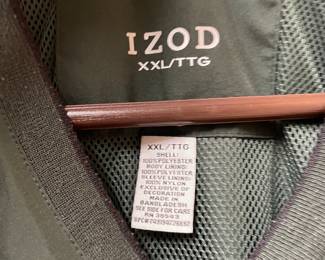 IZOD
XXL/TTG
XXL/TTG
SHELL:
100%POLYESTER
BODY LINING:
100%POLYESTER
SLEEVE LINING:
100% NYLON
EXCLUSIVE OF
DECORATION
MADE IN
BANGLADESH
SEE SIDE FOR CARE
RN 36543